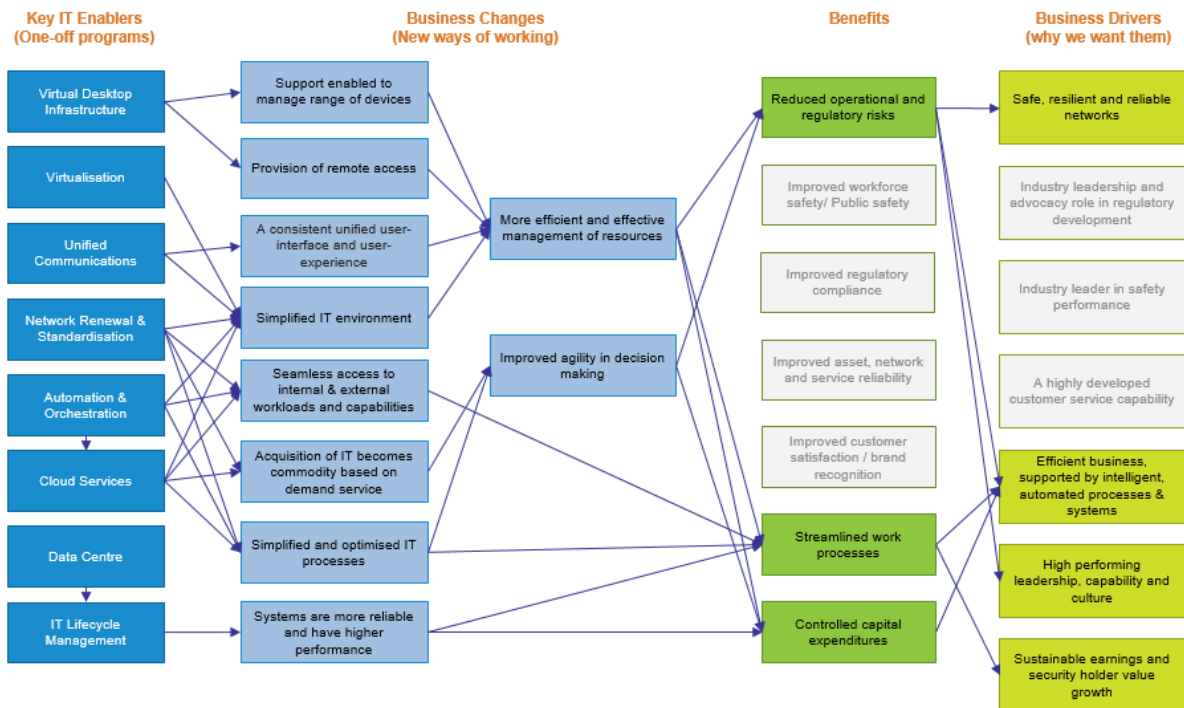 Key IT Enablers
(One-off programs)
Business Changes
(New ways of working)
Benefits
Business Drivers
(why we want them)
Virtual Desktop
Infrastructure
Virtualisation
Unified
Communications
Network Renewal &
Standardisation
Automation &
Orchestration
Cloud Services
Data Centre
IT Lifecycle
Management
Support enabled to
manage range of devices
Provision of remote access
A consistent unified user-
interface and user-
experience
Simplified IT environment
Seamless access to
internal & external
workloads and capabilities
Acquisition of IT becomes
commodity based on
demand service
Simplified and optimised IT
processes
Systems are more reliable
and have higher
performance
More efficient and effective
management of resources
Improved agility in decision
making
Reduced operational and
regulatory risks
Improved workforce
safety/ Public safety
Improved regulatory
compliance
Improved asset, network
and service reliability
Improved customer
satisfaction / brand
recognition
Streamlined work
processes
Controlled capital
expenditures
Safe, resilient and reliable
networks
Industry leadership and
advocacy role in regulatory
development
Industry leader in safety
performance
A highly developed
customer service capability
Efficient business,
supported by intelligent,
automated processes &
systems
High performing
leadership, capability and
culture
Sustainable earnings and
security holder value
growth